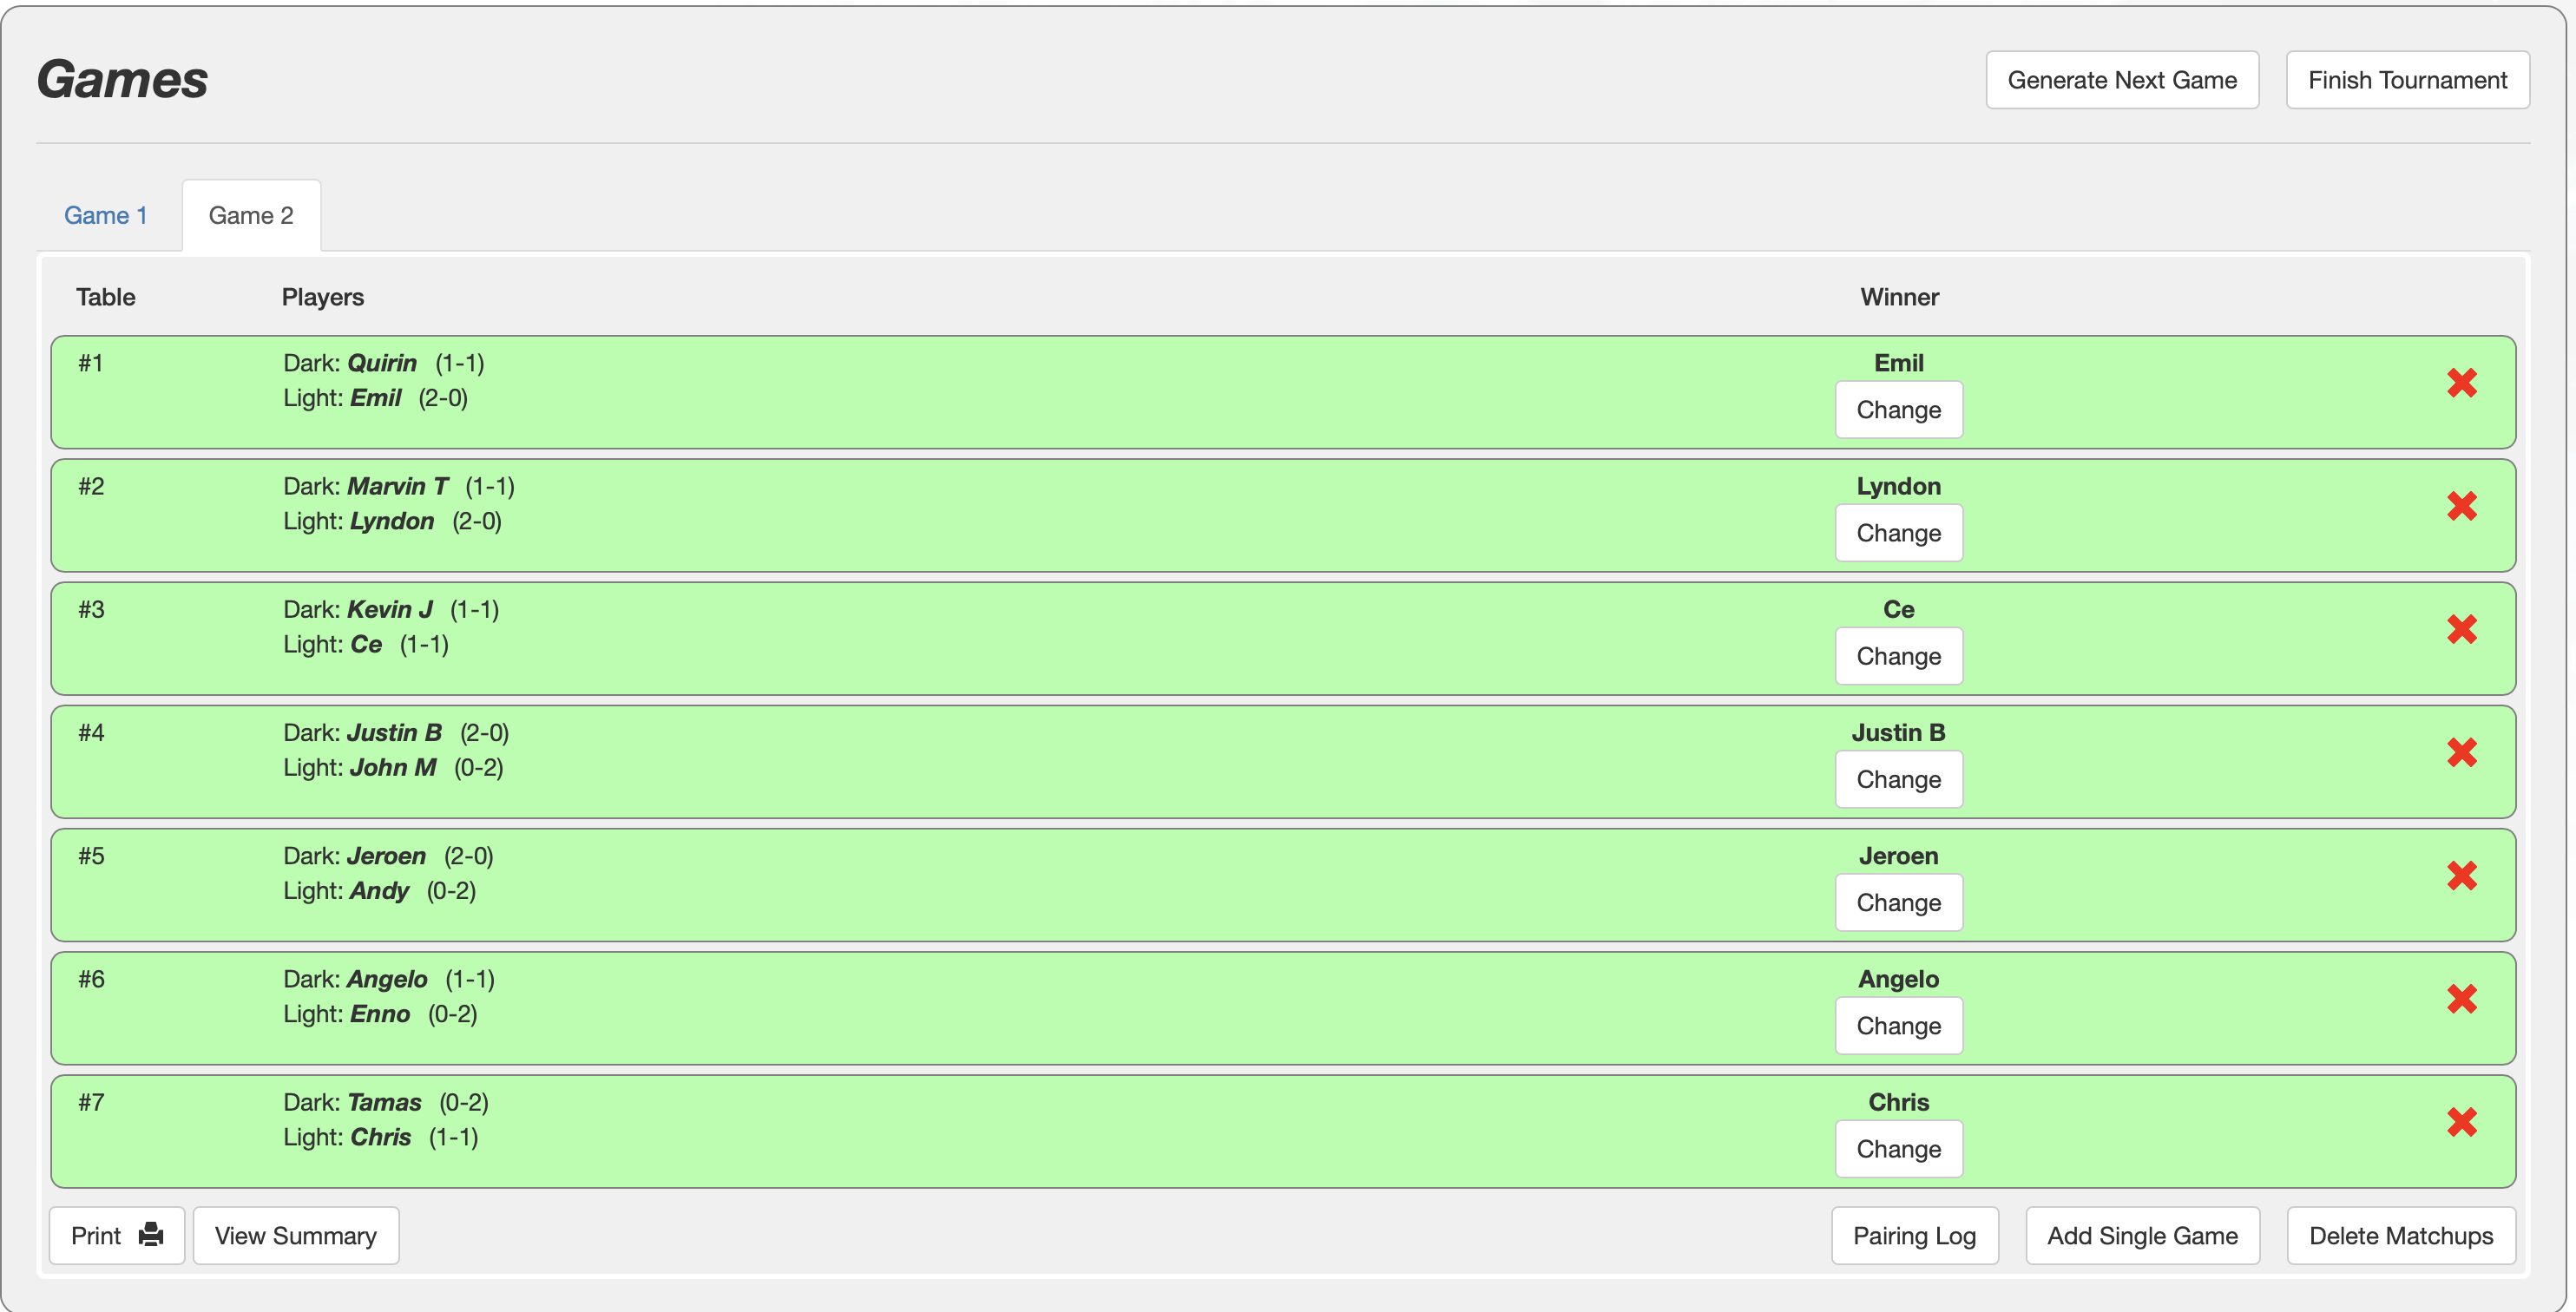 Games
Generate Next Game
Finish Tournament
Game 1
Game 2
Table Players Winner
#1
Dark: Quirin (1-1)
Light: Emil (2-0)
Emil
Change
#2
Dark: Marvin T (1-1)
Light: Lyndon (2-0)
Lyndon
Change
#3
Dark: Kevin J (1-1)
Light: Ce (1-1)
Ce
Change
#4
Dark: Justin B (2-0)
Light: John M (0-2)
Justin B
Change
#5
Dark: Jeroen (2-0)
Light: Andy (0-2)
Jeroen
Change
#6
Dark: Angelo (1-1)
Light: Enno (0-2)
Angelo
Change
#7
Dark: Tamas (0-2)
Light: Chris (1-1)
Chris
Change
Print
View Summary
Pairing Log
Add Single Game
Delete Matchups